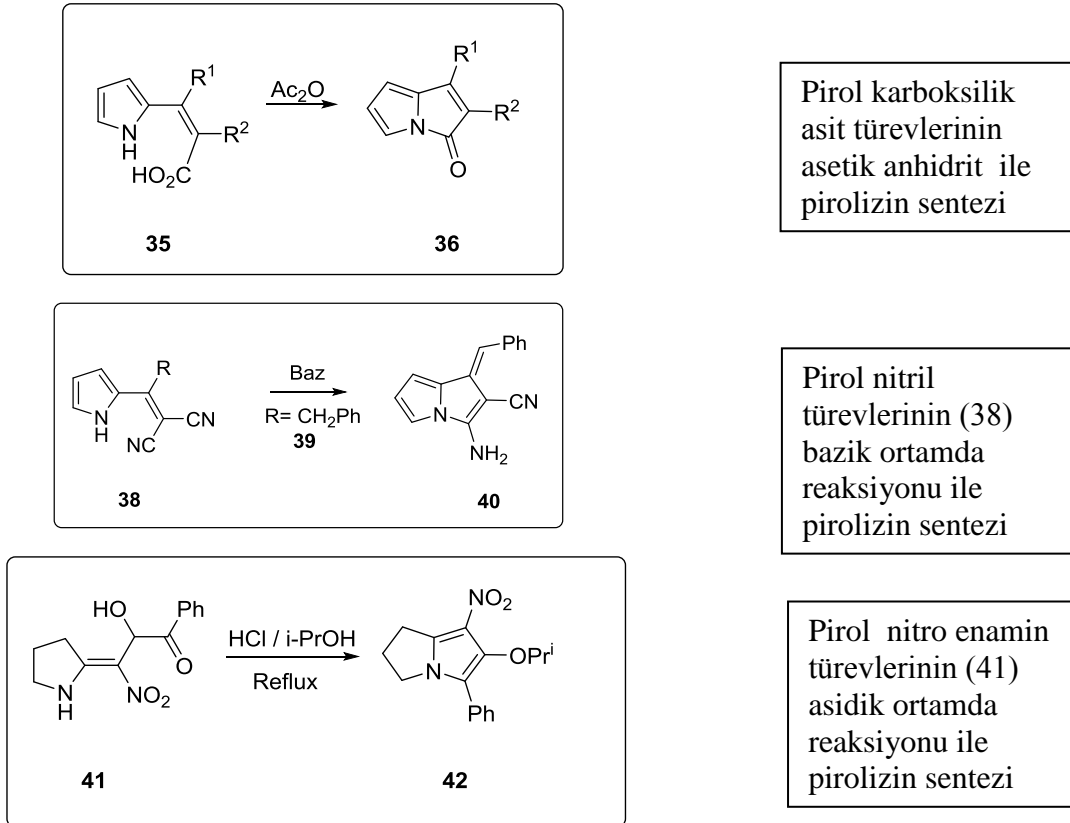 R¹
Ac₂O
R²
N
H
HO₂C
35
R¹
R²
N
O
36
Pirol karboksilik
asit türevlerinin
asetik anhidrit ile
pirolizin sentezi
R
Baz
CN
N
H
NC
R= CH₂Ph
39
38
Ph
CN
N
NH₂
40
Pirol nitril
türevlerinin (38)
bazik ortamda
reaksiyonu ile
pirolizin sentezi
HO
Ph
O
N
H
NO₂
41
HCl / i-PrOH
Reflux
NO₂
OPrⁱ
N
Ph
42
Pirol nitro enamin
türevlerinin (41)
asidik ortamda
reaksiyonu ile
pirolizin sentezi